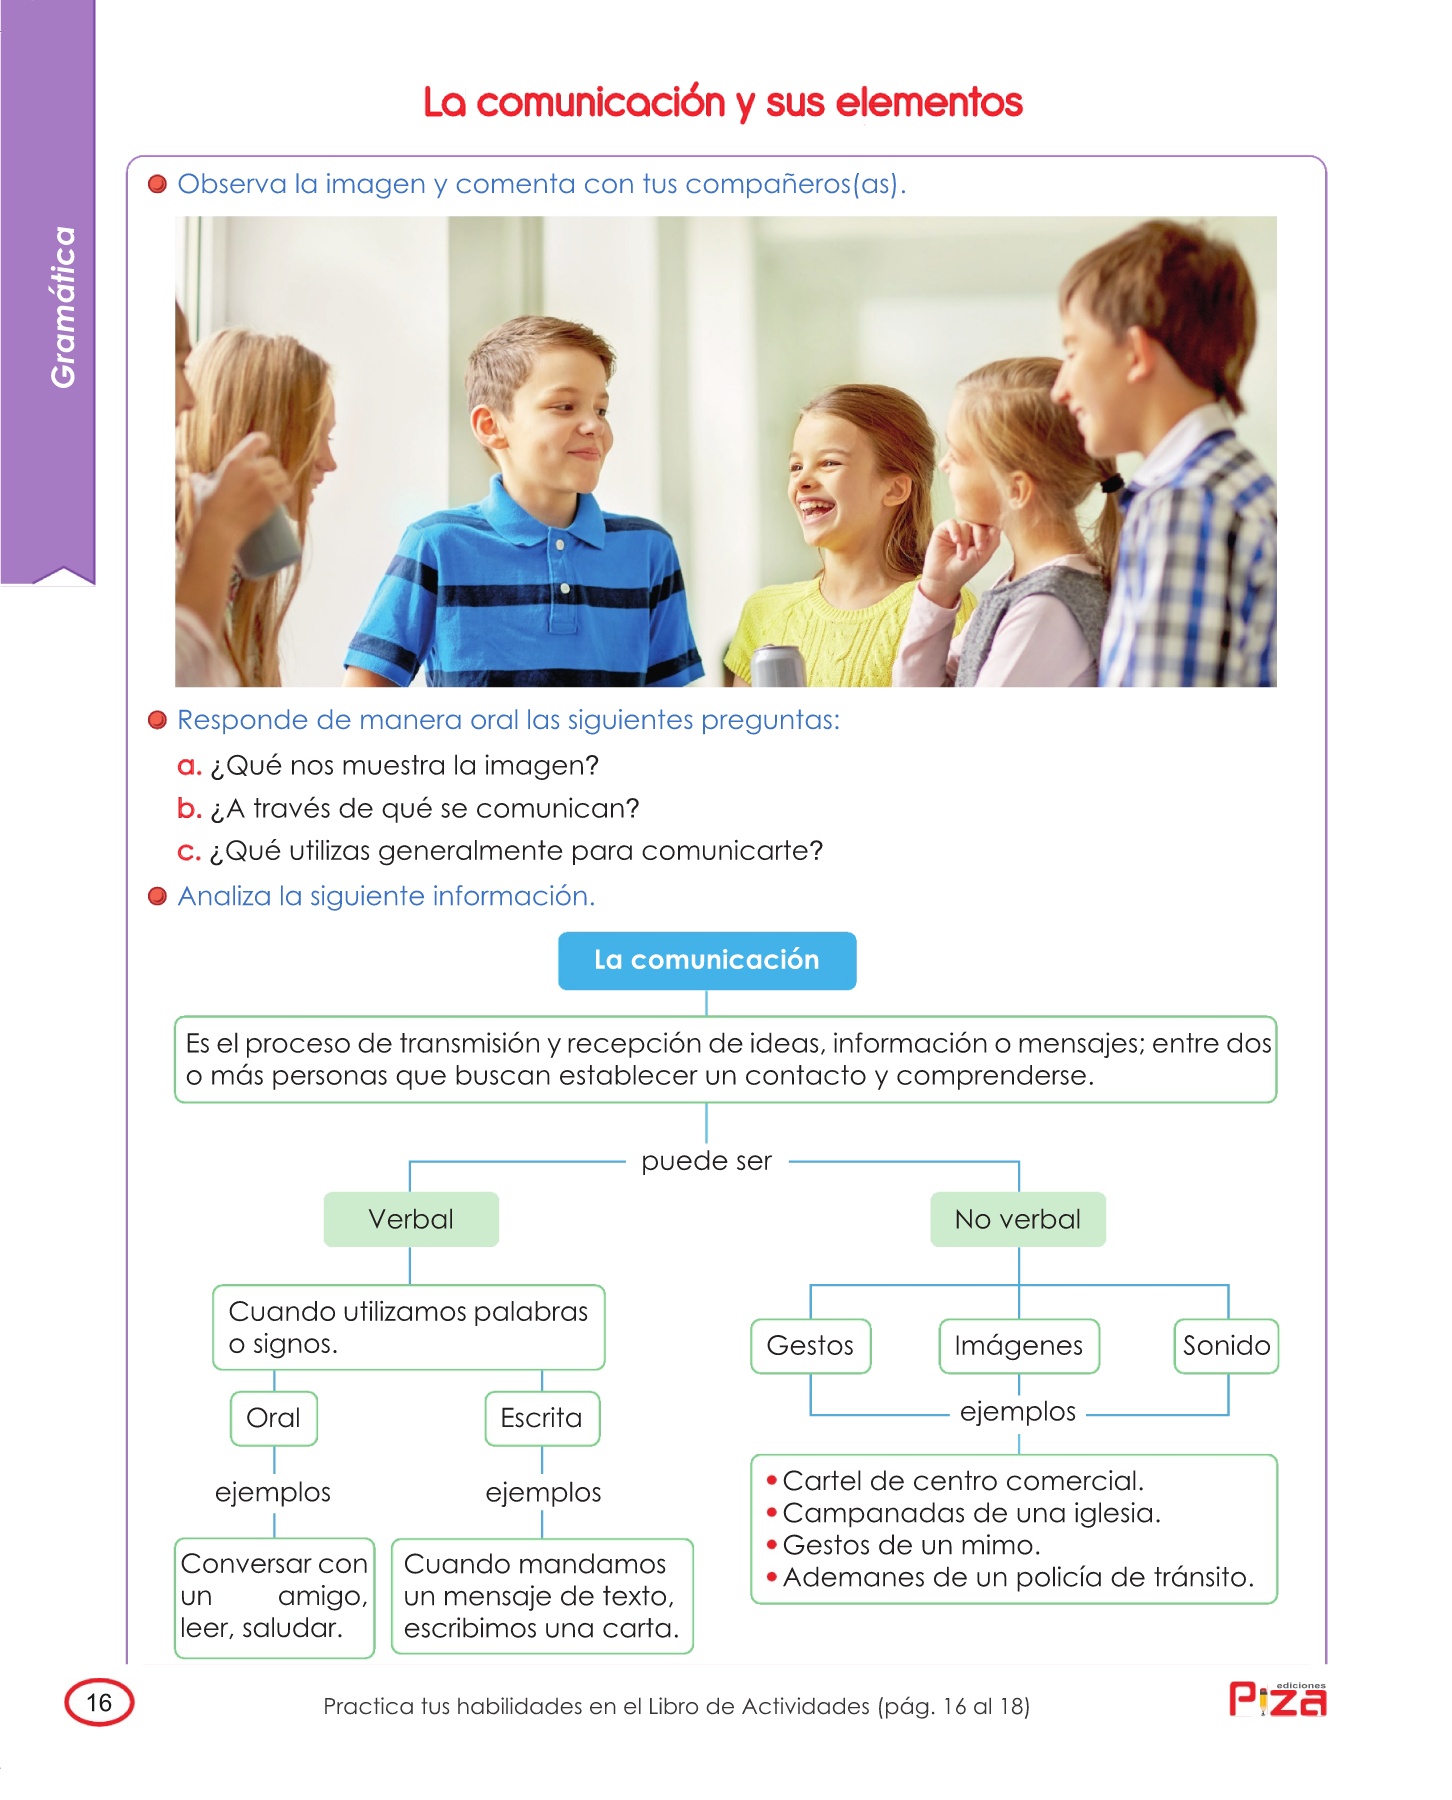 Gramática
La comunicación y sus elementos
Observa la imagen y comenta con tus compañeros(as).
Responde de manera oral las siguientes preguntas:
a. ¿Qué nos muestra la imagen?
b. ¿A través de qué se comunican?
c. ¿Qué utilizas generalmente para comunicarte?
Analiza la siguiente información.
La comunicación
Es el proceso de transmisión y recepción de ideas, información o mensajes; entre dos
o más personas que buscan establecer un contacto y comprenderse.
puede ser
Verbal
Cuando utilizamos palabras
o signos.
Oral
ejemplos
Conversar con
un amigo,
leer, saludar.
Escrita
ejemplos
Cuando mandamos
un mensaje de texto,
escribimos una carta.
No verbal
Gestos
Imágenes
Sonido
ejemplos
• Cartel de centro comercial.
• Campanadas de una iglesia.
• Gestos de un mimo.
• Ademanes de un policía de tránsito.
16
Practica tus habilidades en el Libro de Actividades (pág. 16 al 18)
ediciones
Piza